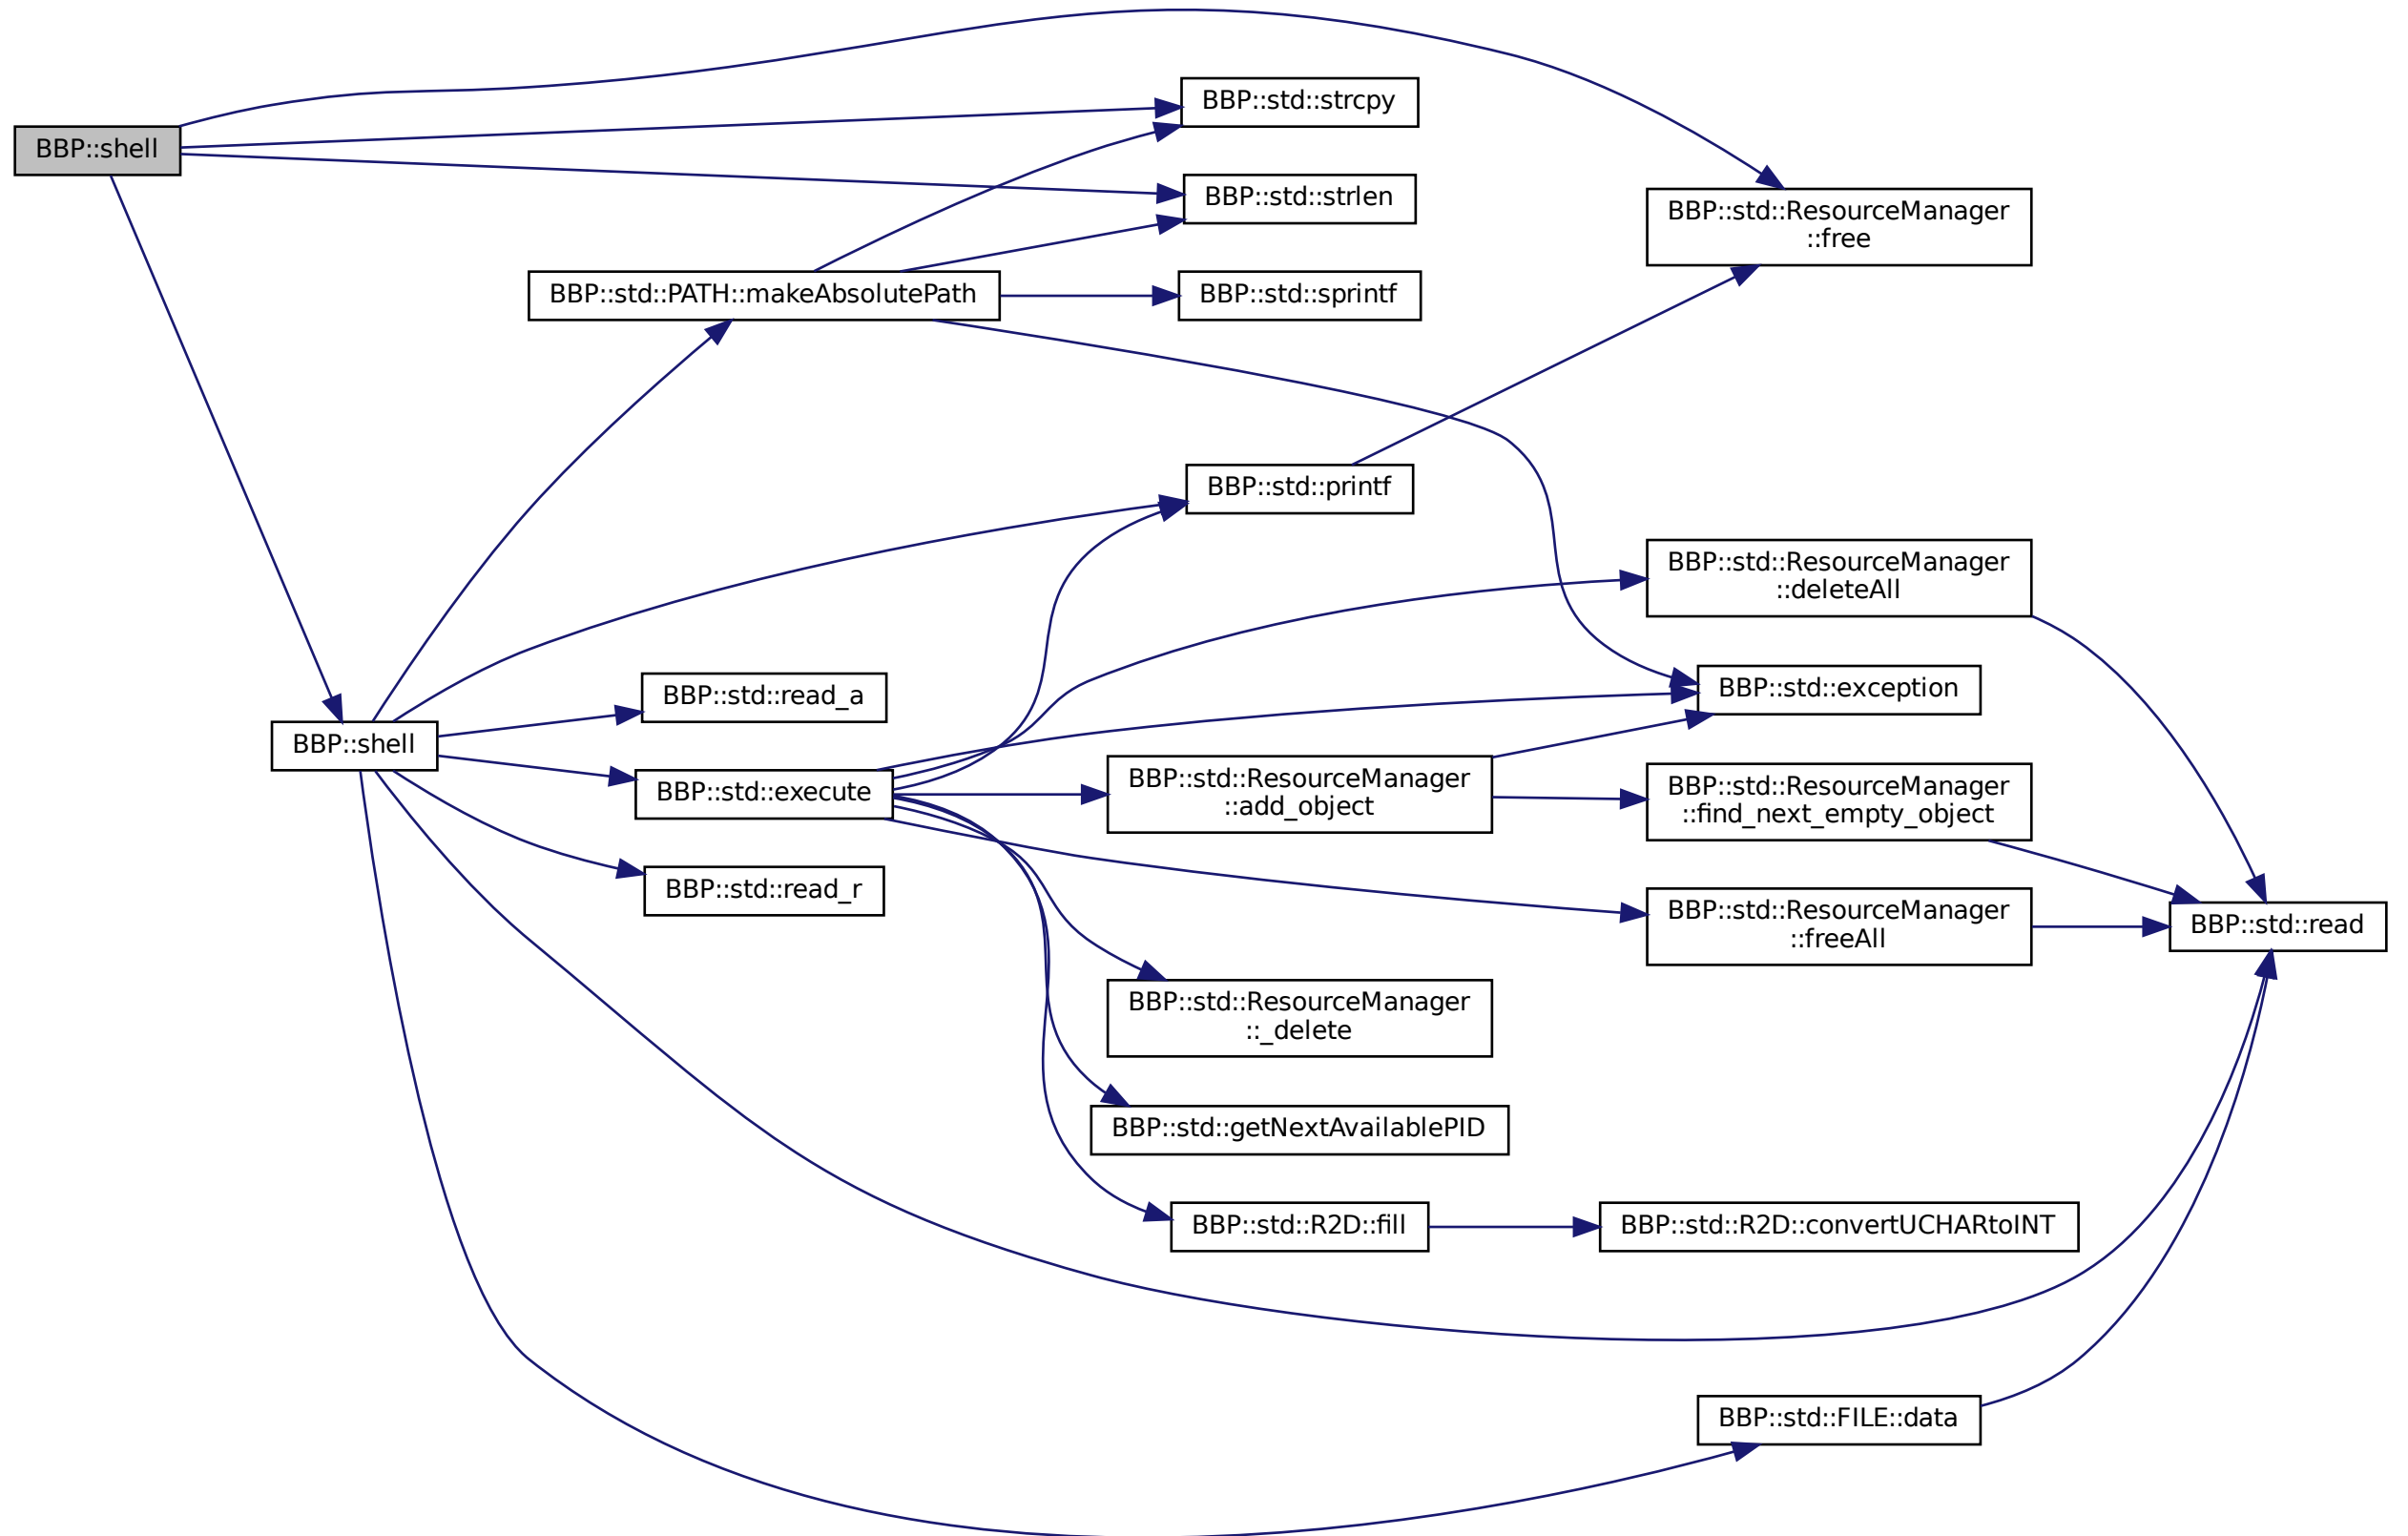 BBP::shell
BBP::std::strcpy
BBP::std::strlen
BBP::std::ResourceManager
::free
BBP::std::PATH::makeAbsolutePath
BBP::std::sprintf
BBP::std::printf
BBP::std::ResourceManager
::deleteAll
BBP::std::read_a
BBP::std::exception
BBP::shell
BBP::std::execute
BBP::std::ResourceManager
::add_object
BBP::std::ResourceManager
::find_next_empty_object
BBP::std::read_r
BBP::std::ResourceManager
::freeAll
BBP::std::read
BBP::std::ResourceManager
::_delete
BBP::std::getNextAvailablePID
BBP::std::R2D::fill
BBP::std::R2D::convertUCHARtoINT
BBP::std::FILE::data